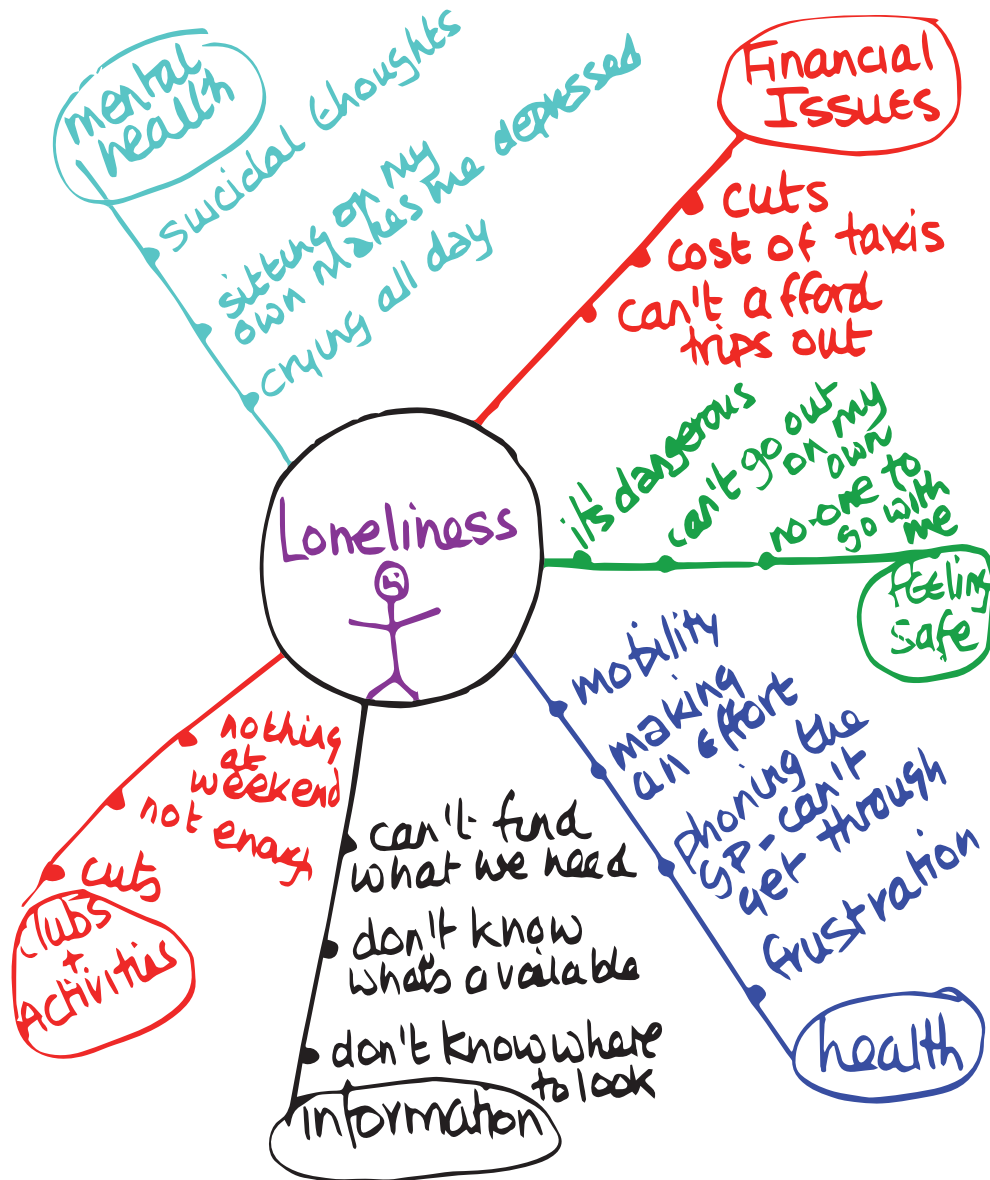 mental
health
suicidal thoughts
sitting on my
own makes me depressed
crying all day
Financial
Issues
cuts
cost of taxis
can't afford
trips out
it's dangerous
can't go out
on my
own
no-one to
go with
me
feeling
safe
Loneliness
mobility
making
an effort
phoning the
GP-can't
get through
frustration
health
can't find
what we need
don't know
what's available
don't know where
to look
information
nothing
at
weekend
not enough
cuts
Clubs
+
Activities